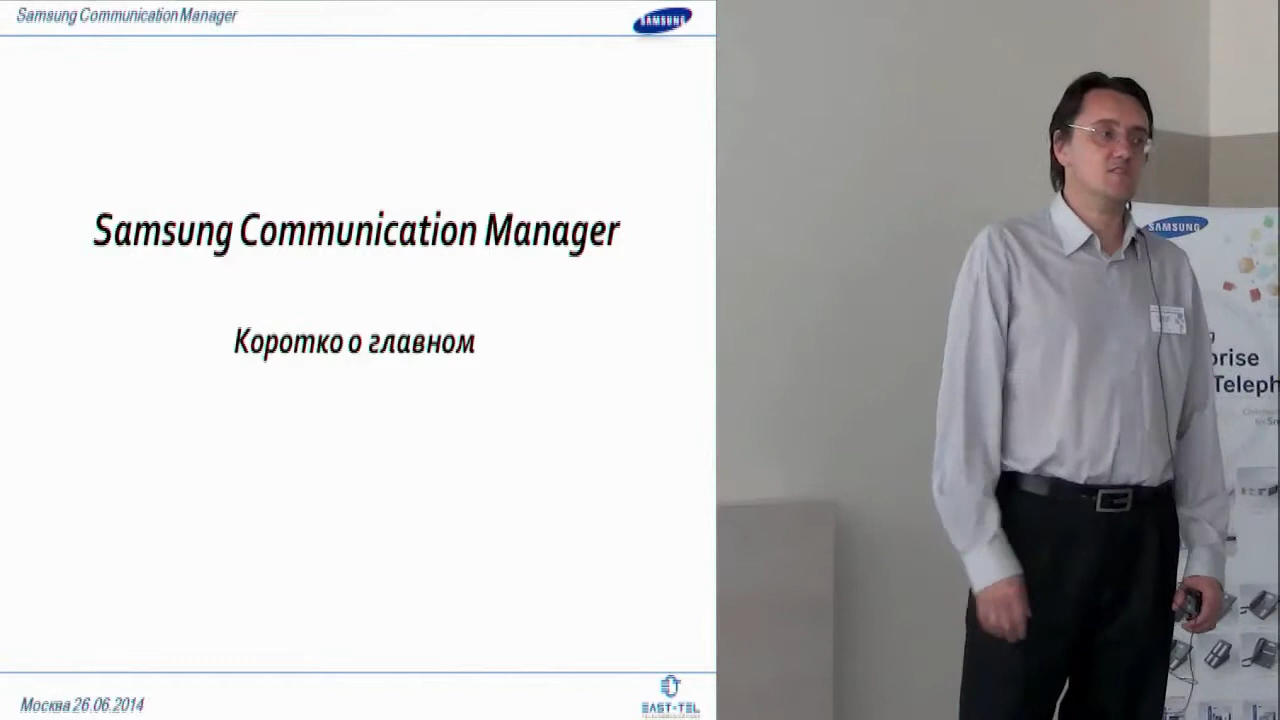 Samsung Communication Manager
SAMSUNG
Samsung Communication Manager
Коротко о главном
Москва 26.06.2014
EAST-TEL
SAMSUNG
prise
Teleph